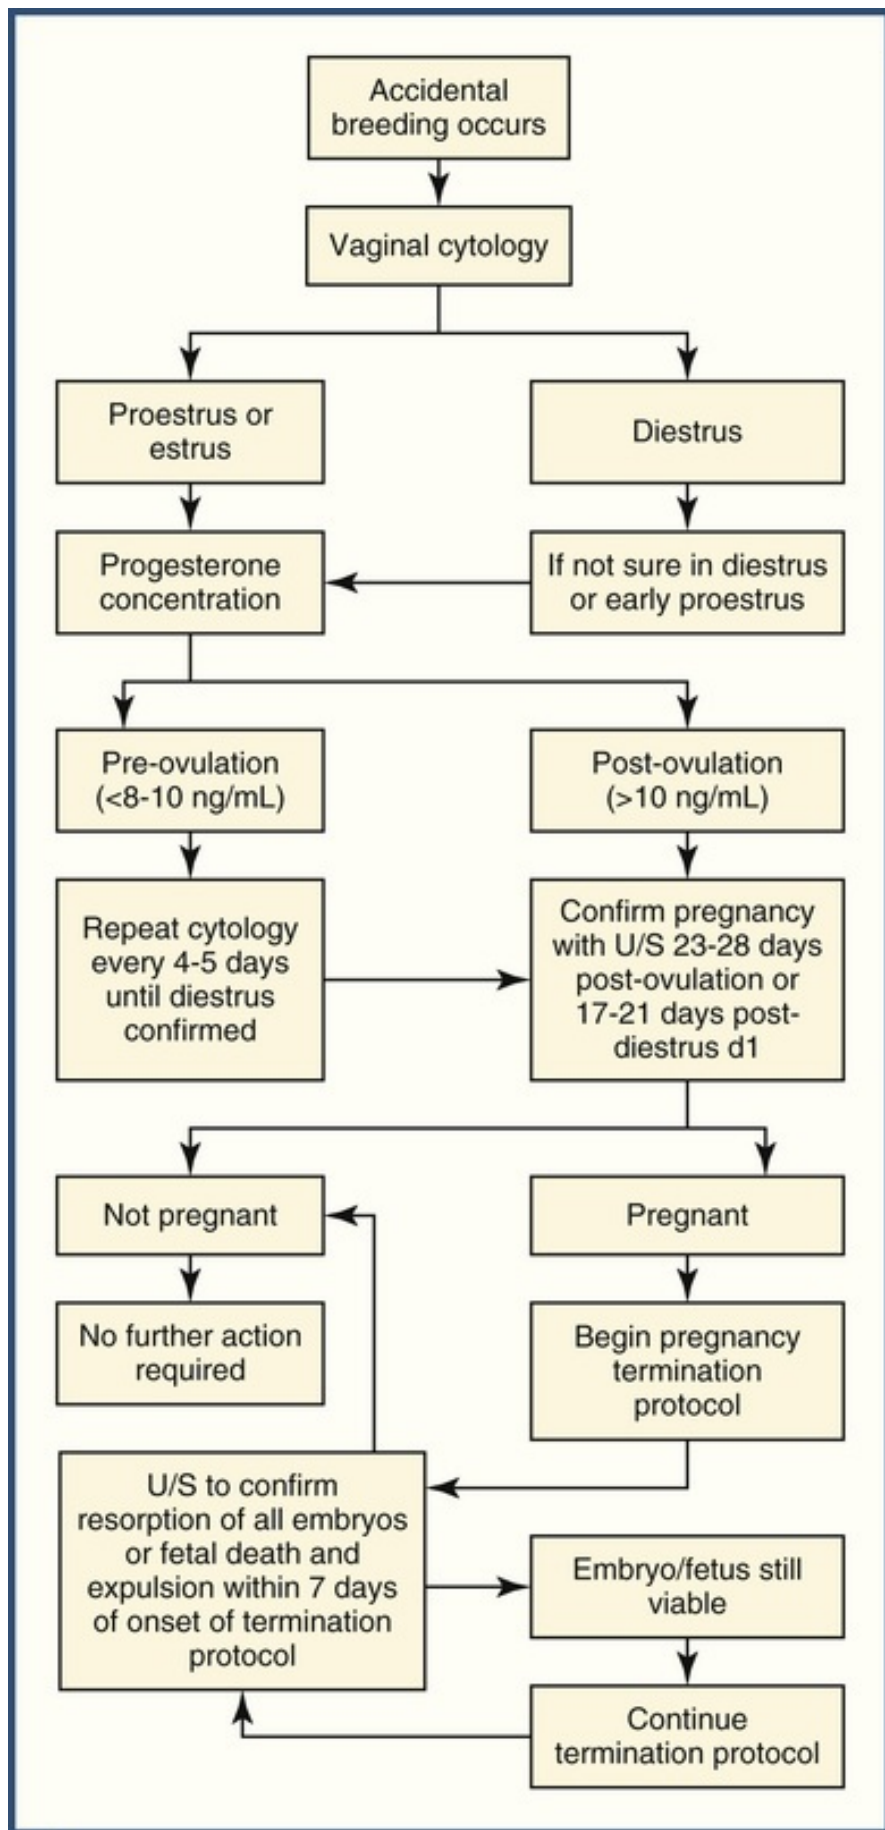 Accidental
breeding occurs
Vaginal cytology
Proestrus or
estrus
Diestrus
Progesterone
concentration
If not sure in diestrus
or early proestrus
Pre-ovulation
(<8-10 ng/mL)
Post-ovulation
(>10 ng/mL)
Repeat cytology
every 4-5 days
until diestrus
confirmed
Confirm pregnancy
with U/S 23-28 days
post-ovulation or
17-21 days post-
diestrus d1
Not pregnant
Pregnant
No further action
required
Begin pregnancy
termination
protocol
U/S to confirm
resorption of all embryos
or fetal death and
expulsion within 7 days
of onset of termination
protocol
Embryo/fetus still
viable
Continue
termination protocol